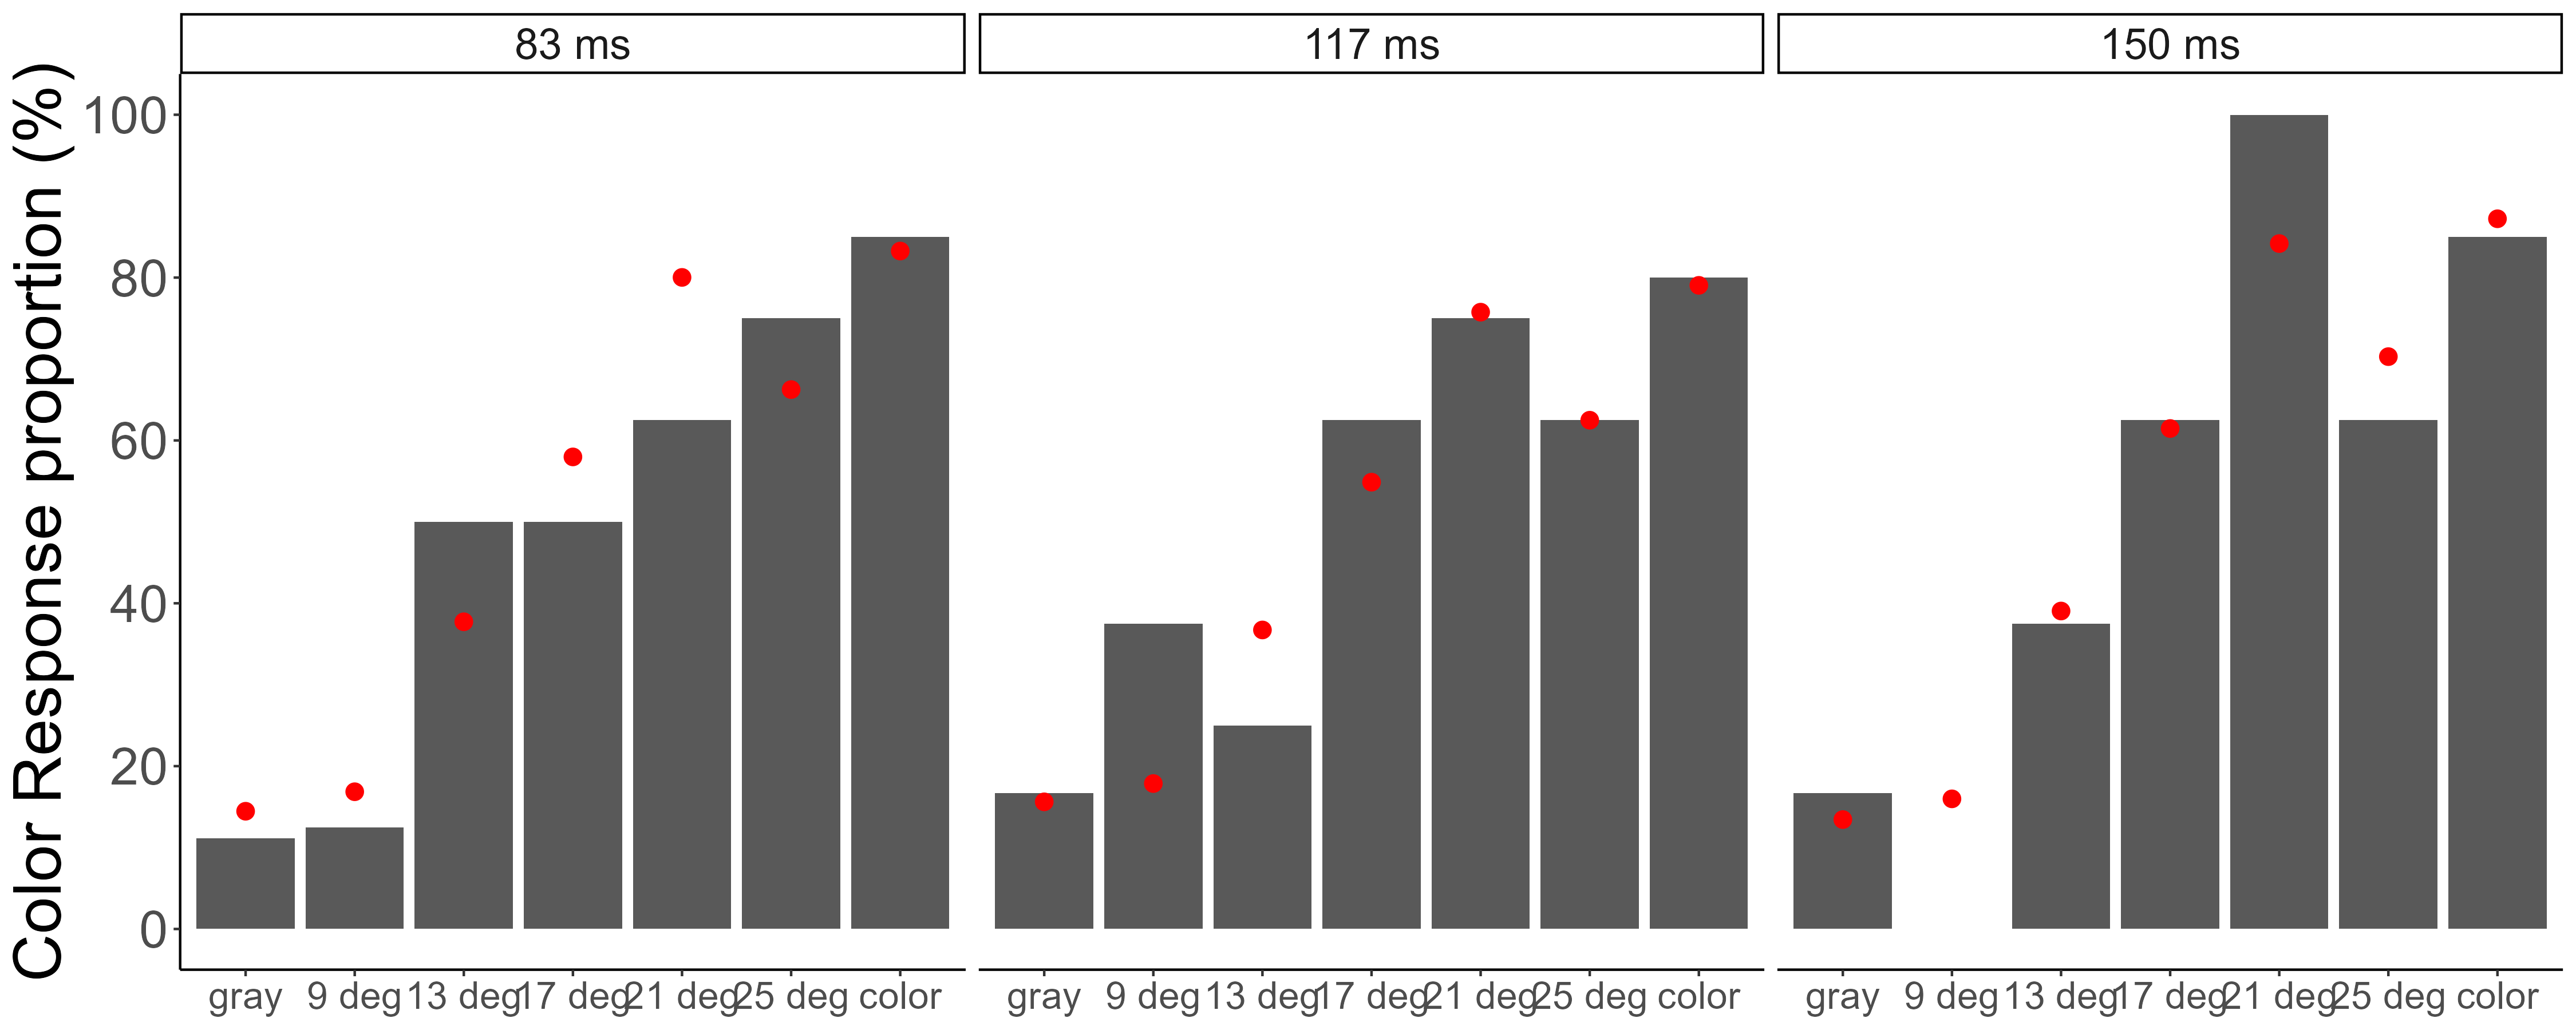 83 ms
117 ms
150 ms
Color Response proportion (%)
100
80
60
40
20
0
gray 9 deg 13 deg 17 deg 21 deg 25 deg color
gray 9 deg 13 deg 17 deg 21 deg 25 deg color
gray 9 deg 13 deg 17 deg 21 deg 25 deg color